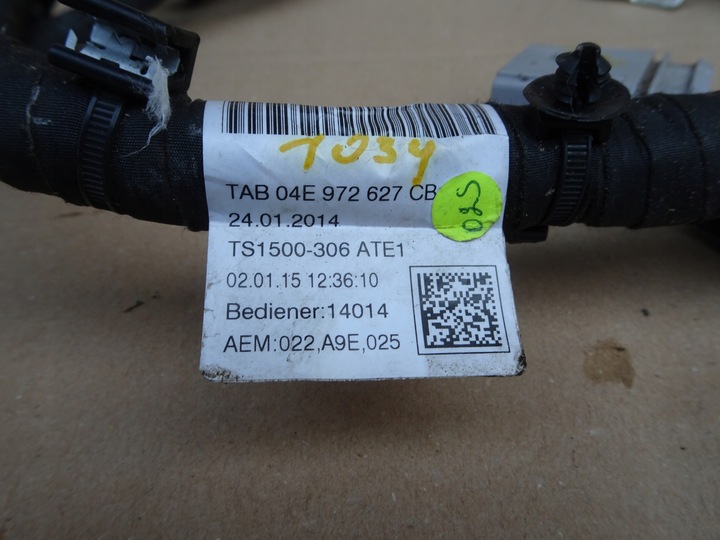 1034
TAB 04E 972 627 CB
025
24.01.2014
TS1500-306 ATE1
02.01.15 12:36:10
Bediener:14014
AEM:022,A9E,025